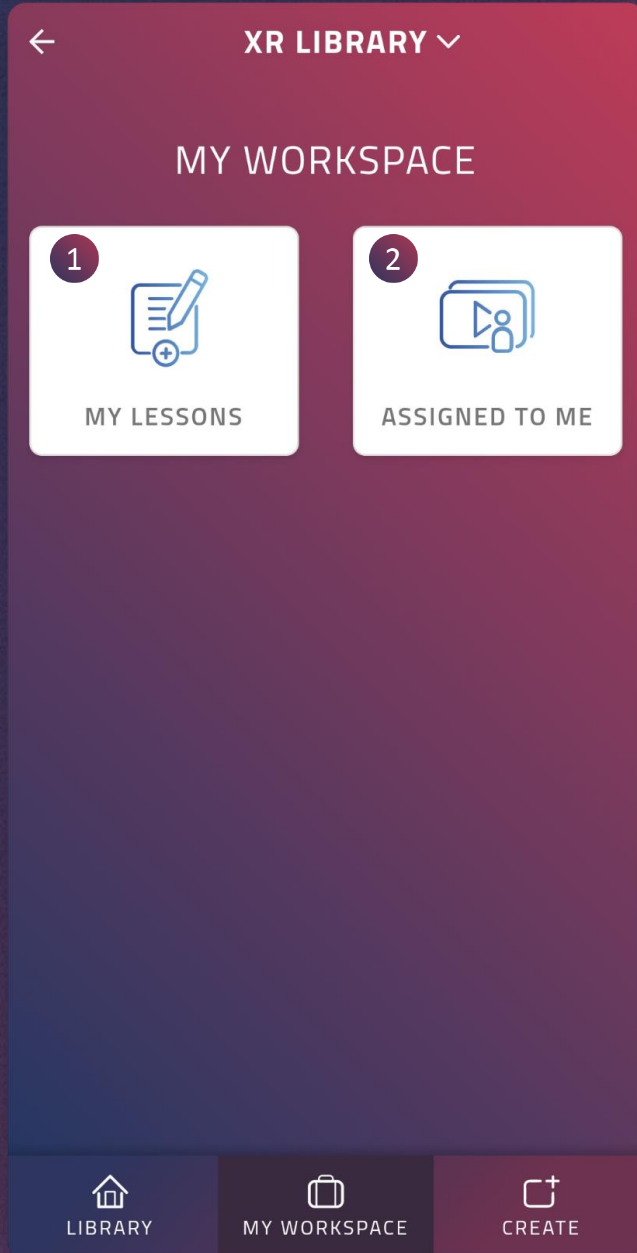 XR LIBRARY
MY WORKSPACE
1
2
MY LESSONS
ASSIGNED TO ME
LIBRARY
MY WORKSPACE
CREATE